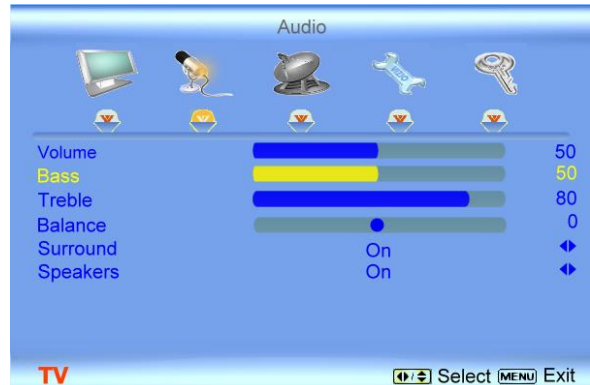 Audio
Volume 50
Bass 50
Treble 80
Balance 0
Surround On
Speakers On
TV Select MENU Exit